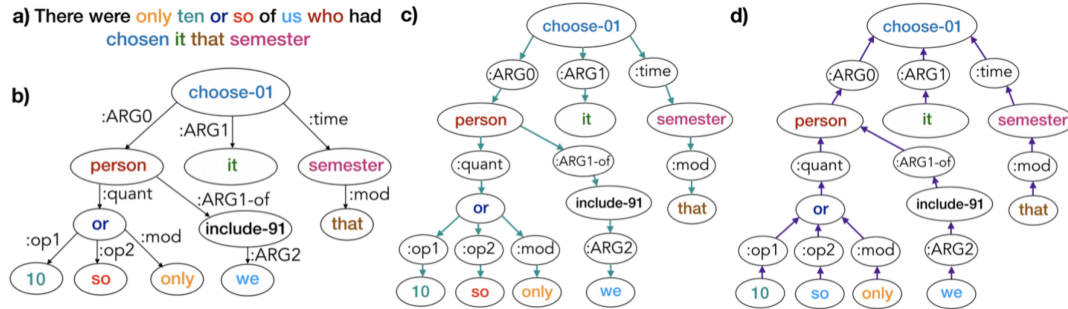 a) There were only ten or so of us who had
chosen it that semester
b)
choose-01
:ARG0
:ARG1
:time
person
it
semester
:quant
:ARG1-of
:mod
or
include-91
that
:op1
:op2
:mod
:ARG2
10
so
only
we
c)
choose-01
:ARG0
:ARG1
:time
person
it
semester
:quant
:ARG1-of
:mod
or
include-91
that
:op1
:op2
:mod
:ARG2
10
so
only
we
d)
choose-01
:ARG0
:ARG1
:time
person
it
semester
:quant
:ARG1-of
:mod
or
include-91
that
:op1
:op2
:mod
:ARG2
10
so
only
we